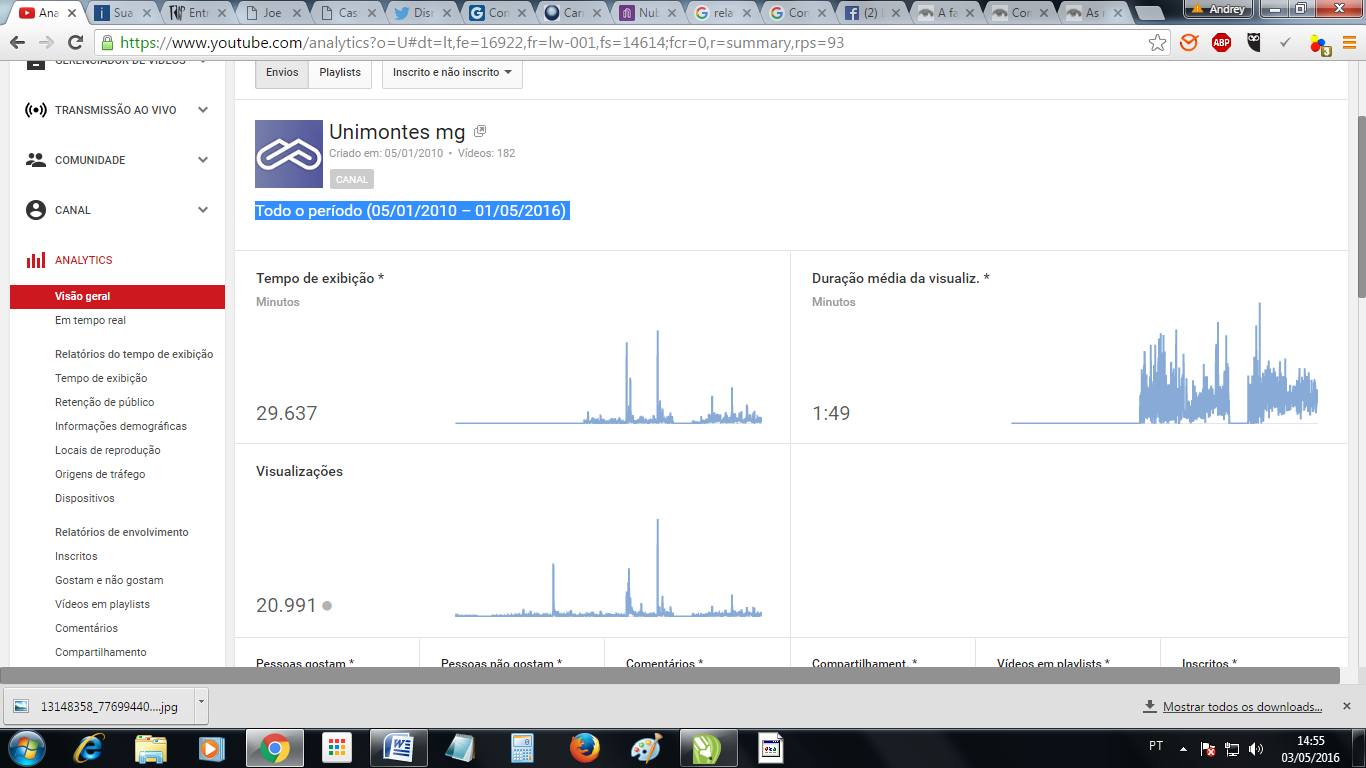 Ana
Sua
Entr
Joe
Cas
Disr
Con
Carr
Nub
rela
Con
(2)
A fa
Con
As r
Andrey
https://www.youtube.com/analytics?o=U#dt=lt,fe=16922,fr=lw-001,fs=14614;fcr=0,r=summary,rps=93
ABP
3
GERENCIADOR DE VÍDEOS
TRANSMISSÃO AO VIVO
COMUNIDADE
CANAL
ANALYTICS
Visão geral
Em tempo real
Relatórios do tempo de exibição
Tempo de exibição
Retenção de público
Informações demográficas
Locais de reprodução
Origens de tráfego
Dispositivos
Relatórios de envolvimento
Inscritos
Gostam e não gostam
Vídeos em playlists
Comentários
Compartilhamento
Envios
Playlists
Inscrito e não inscrito
Unimontes mg
Criado em: 05/01/2010 • Vídeos: 182
CANAL
Todo o período (05/01/2010 – 01/05/2016)
Tempo de exibição *
Minutos
29.637
Duração média da visualiz. *
Minutos
1:49
Visualizações
20.991
Pessoas gostam *
Pessoas não gostam *
Comentários *
Compartilhament. *
Vídeos em playlists *
Inscritos *
13148358_77699440....jpg
Mostrar todos os downloads...
PT
14:55
03/05/2016